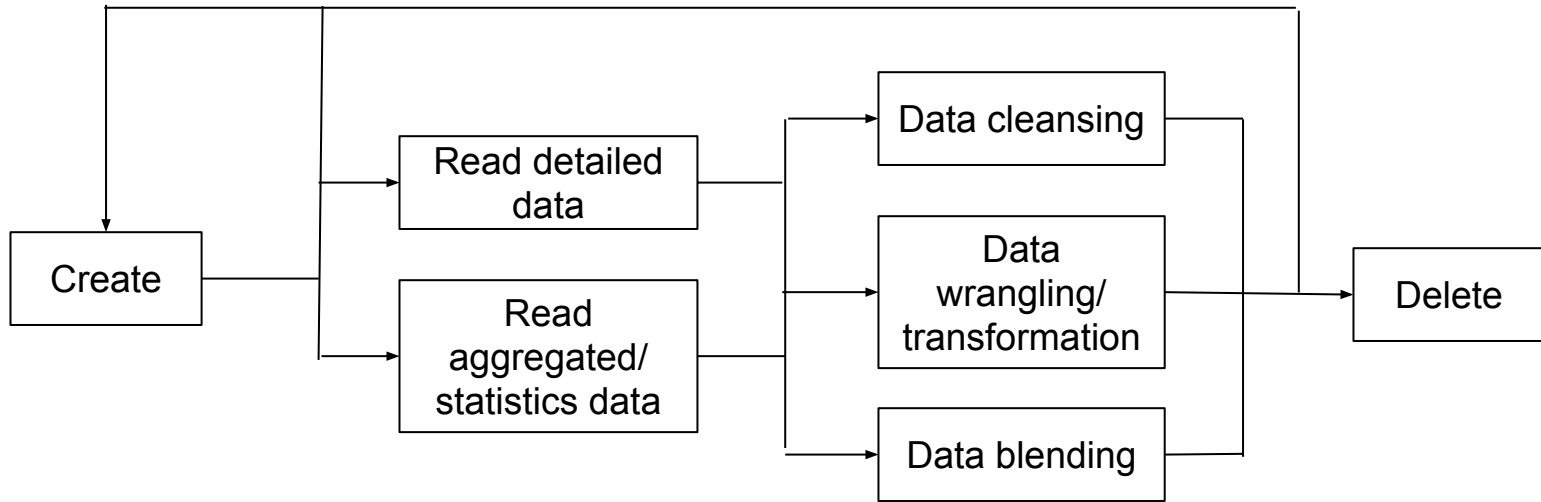 Create
Read detailed
data
Read
aggregated/
statistics data
Data cleansing
Data
wrangling/
transformation
Data blending
Delete